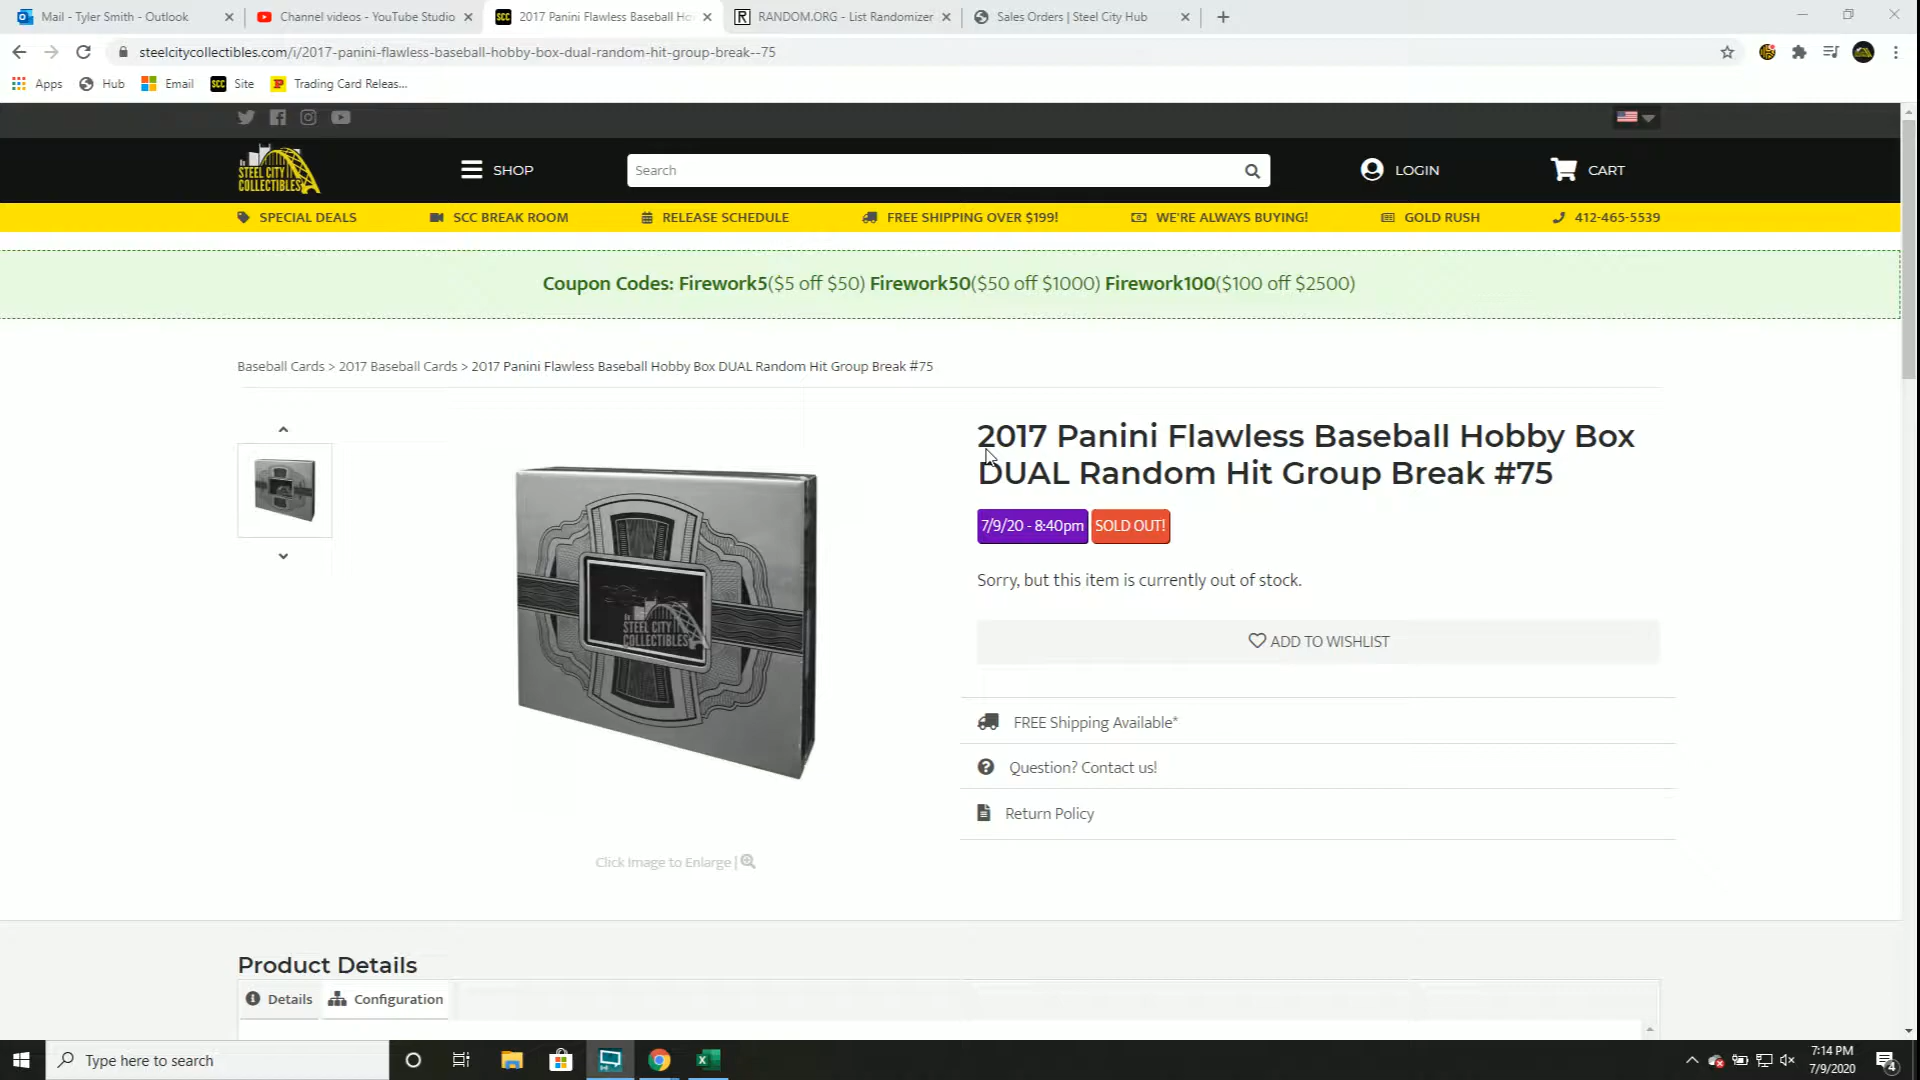 Mail - Tyler Smith - Outlook
Channel videos - YouTube Studio
2017 Panini Flawless Baseball Ho
RANDOM.ORG - List Randomizer
Sales Orders | Steel City Hub
steelcitycollectibles.com/i/2017-panini-flawless-baseball-hobby-box-dual-random-hit-group-break--75
Apps
Hub
Email
Site
Trading Card Releas...
STEEL CITY
COLLECTIBLES
SHOP
Search
LOGIN
CART
SPECIAL DEALS
SCC BREAK ROOM
RELEASE SCHEDULE
FREE SHIPPING OVER $199!
WE'RE ALWAYS BUYING!
GOLD RUSH
412-465-5539
Coupon Codes: Firework5($5 off $50) Firework50($50 off $1000) Firework100($100 off $2500)
Baseball Cards > 2017 Baseball Cards > 2017 Panini Flawless Baseball Hobby Box DUAL Random Hit Group Break #75
2017 Panini Flawless Baseball Hobby Box
DUAL Random Hit Group Break #75
7/9/20 - 8:40pm
SOLD OUT!
Sorry, but this item is currently out of stock.
ADD TO WISHLIST
STEEL CITY
COLLECTIBLES
FREE Shipping Available*
Question? Contact us!
Return Policy
Click Image to Enlarge |
Product Details
Details
Configuration
Type here to search
7:14 PM
7/9/2020
4